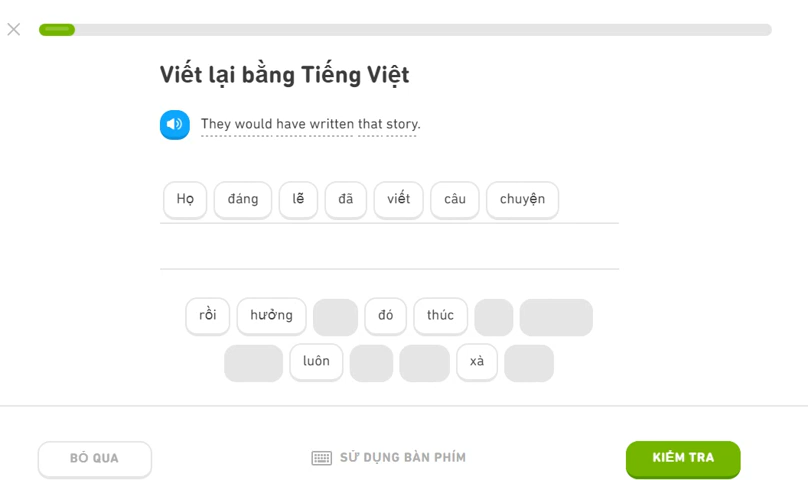 Viết lại bằng Tiếng Việt
They would have written that story.
Họ đáng lẽ đã viết câu chuyện
rồi hưởng đó thúc
luôn xà
BỎ QUA SỬ DỤNG BÀN PHÍM KIỂM TRA